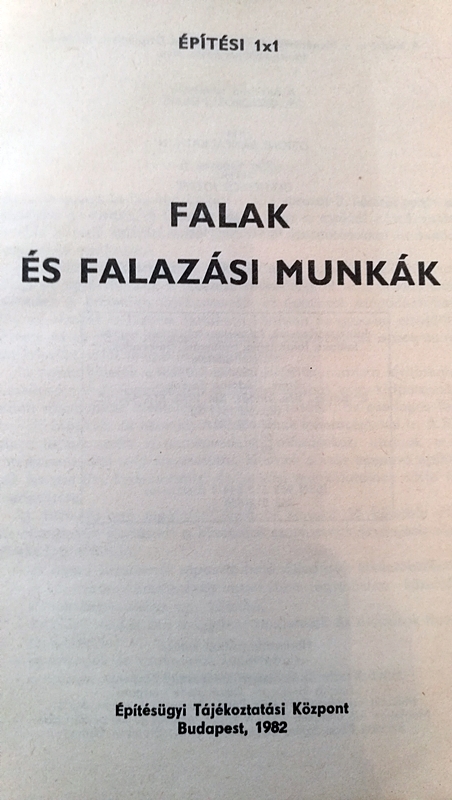 ÉPÍTÉSI 1x1
FALAK
ÉS FALAZÁSI MUNKÁK
Építésügyi Tájékoztatási Központ
Budapest, 1982